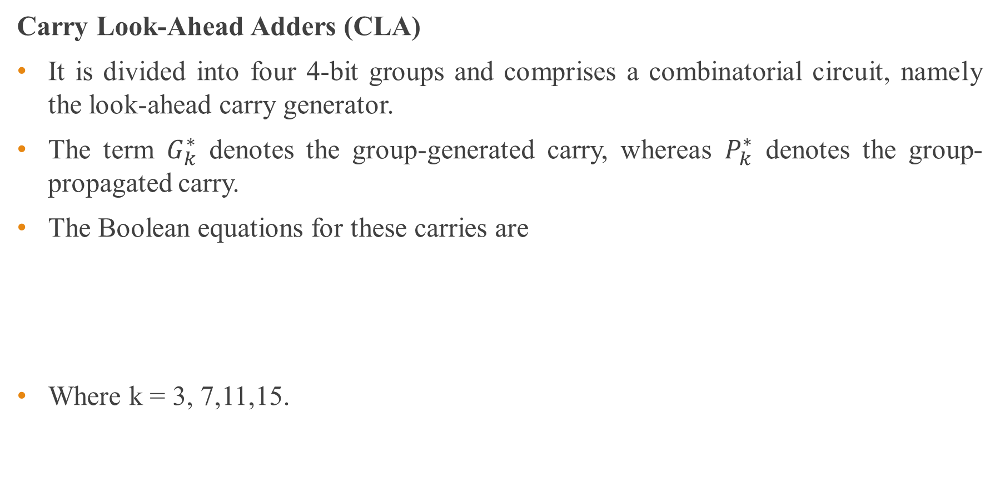 Carry Look-Ahead Adders (CLA)
• It is divided into four 4-bit groups and comprises a combinatorial circuit, namely
the look-ahead carry generator.
• The term $G_k^*$ denotes the group-generated carry, whereas $P_k^*$ denotes the group-
propagated carry.
• The Boolean equations for these carries are
• Where k = 3, 7,11,15.